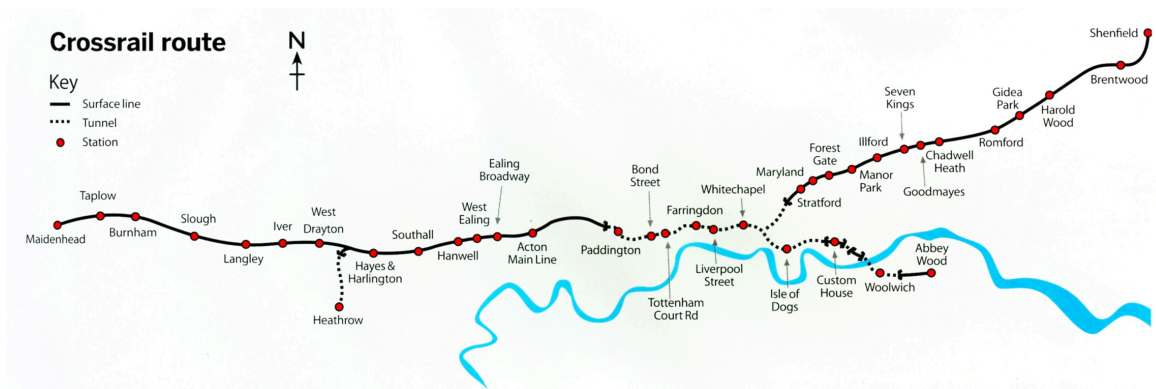 Crossrail route
N
Key
Surface line
Tunnel
Station
Maidenhead
Taplow
Burnham
Slough
Langley
Iver
West
Drayton
Heathrow
Hayes &
Harlington
Southall
Hanwell
West
Ealing
Ealing
Broadway
Acton
Main Line
Paddington
Bond
Street
Tottenham
Court Rd
Farringdon
Liverpool
Street
Whitechapel
Isle of
Dogs
Custom
House
Woolwich
Abbey
Wood
Stratford
Maryland
Forest
Gate
Manor
Park
Illford
Seven
Kings
Goodmayes
Chadwell
Heath
Romford
Gidea
Park
Harold
Wood
Brentwood
Shenfield